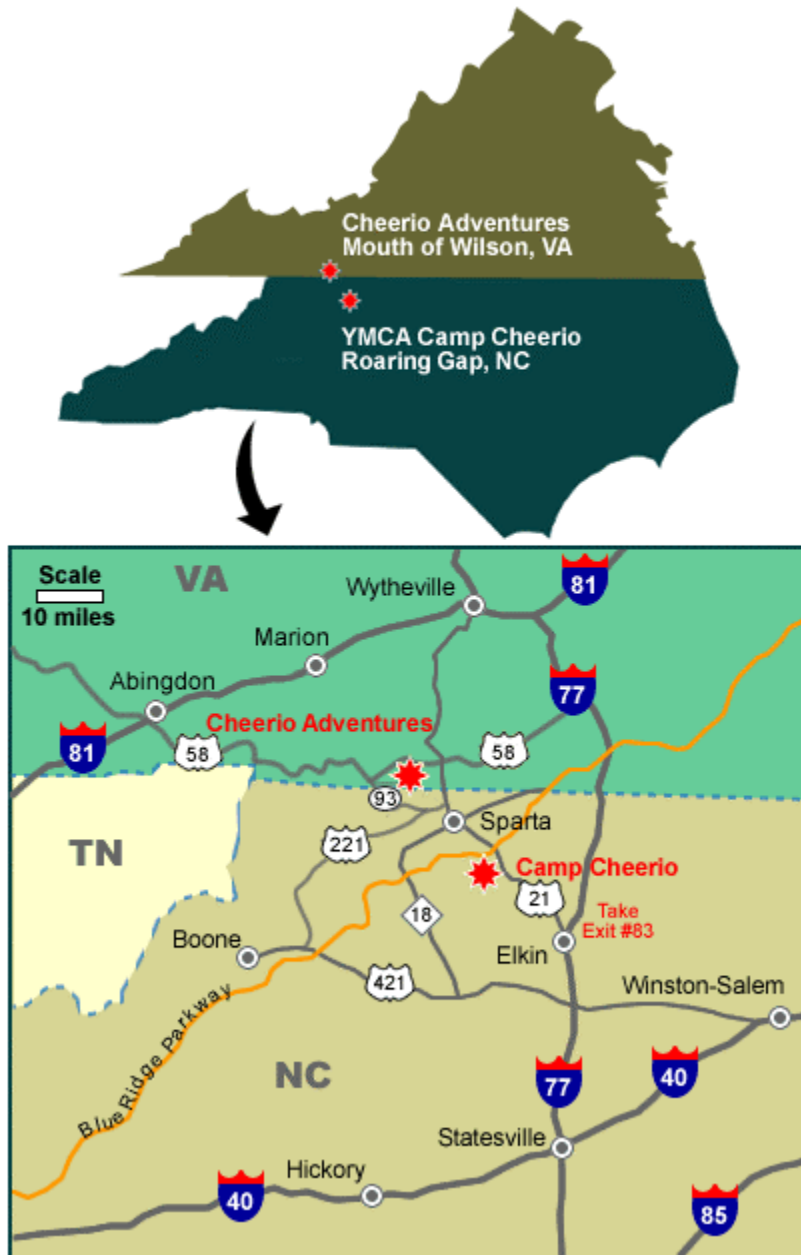 Cheerio Adventures
Mouth of Wilson, VA
YMCA Camp Cheerio
Roaring Gap, NC
Scale
10 miles
VA
Wytheville
81
Marion
77
Abingdon
Cheerio Adventures
81
58
58
93
TN
Sparta
221
Camp Cheerio
21
18
Take
Exit #83
Boone
Elkin
421
Winston-Salem
Blue Ridge Parkway
NC
77
40
Statesville
Hickory
40
85